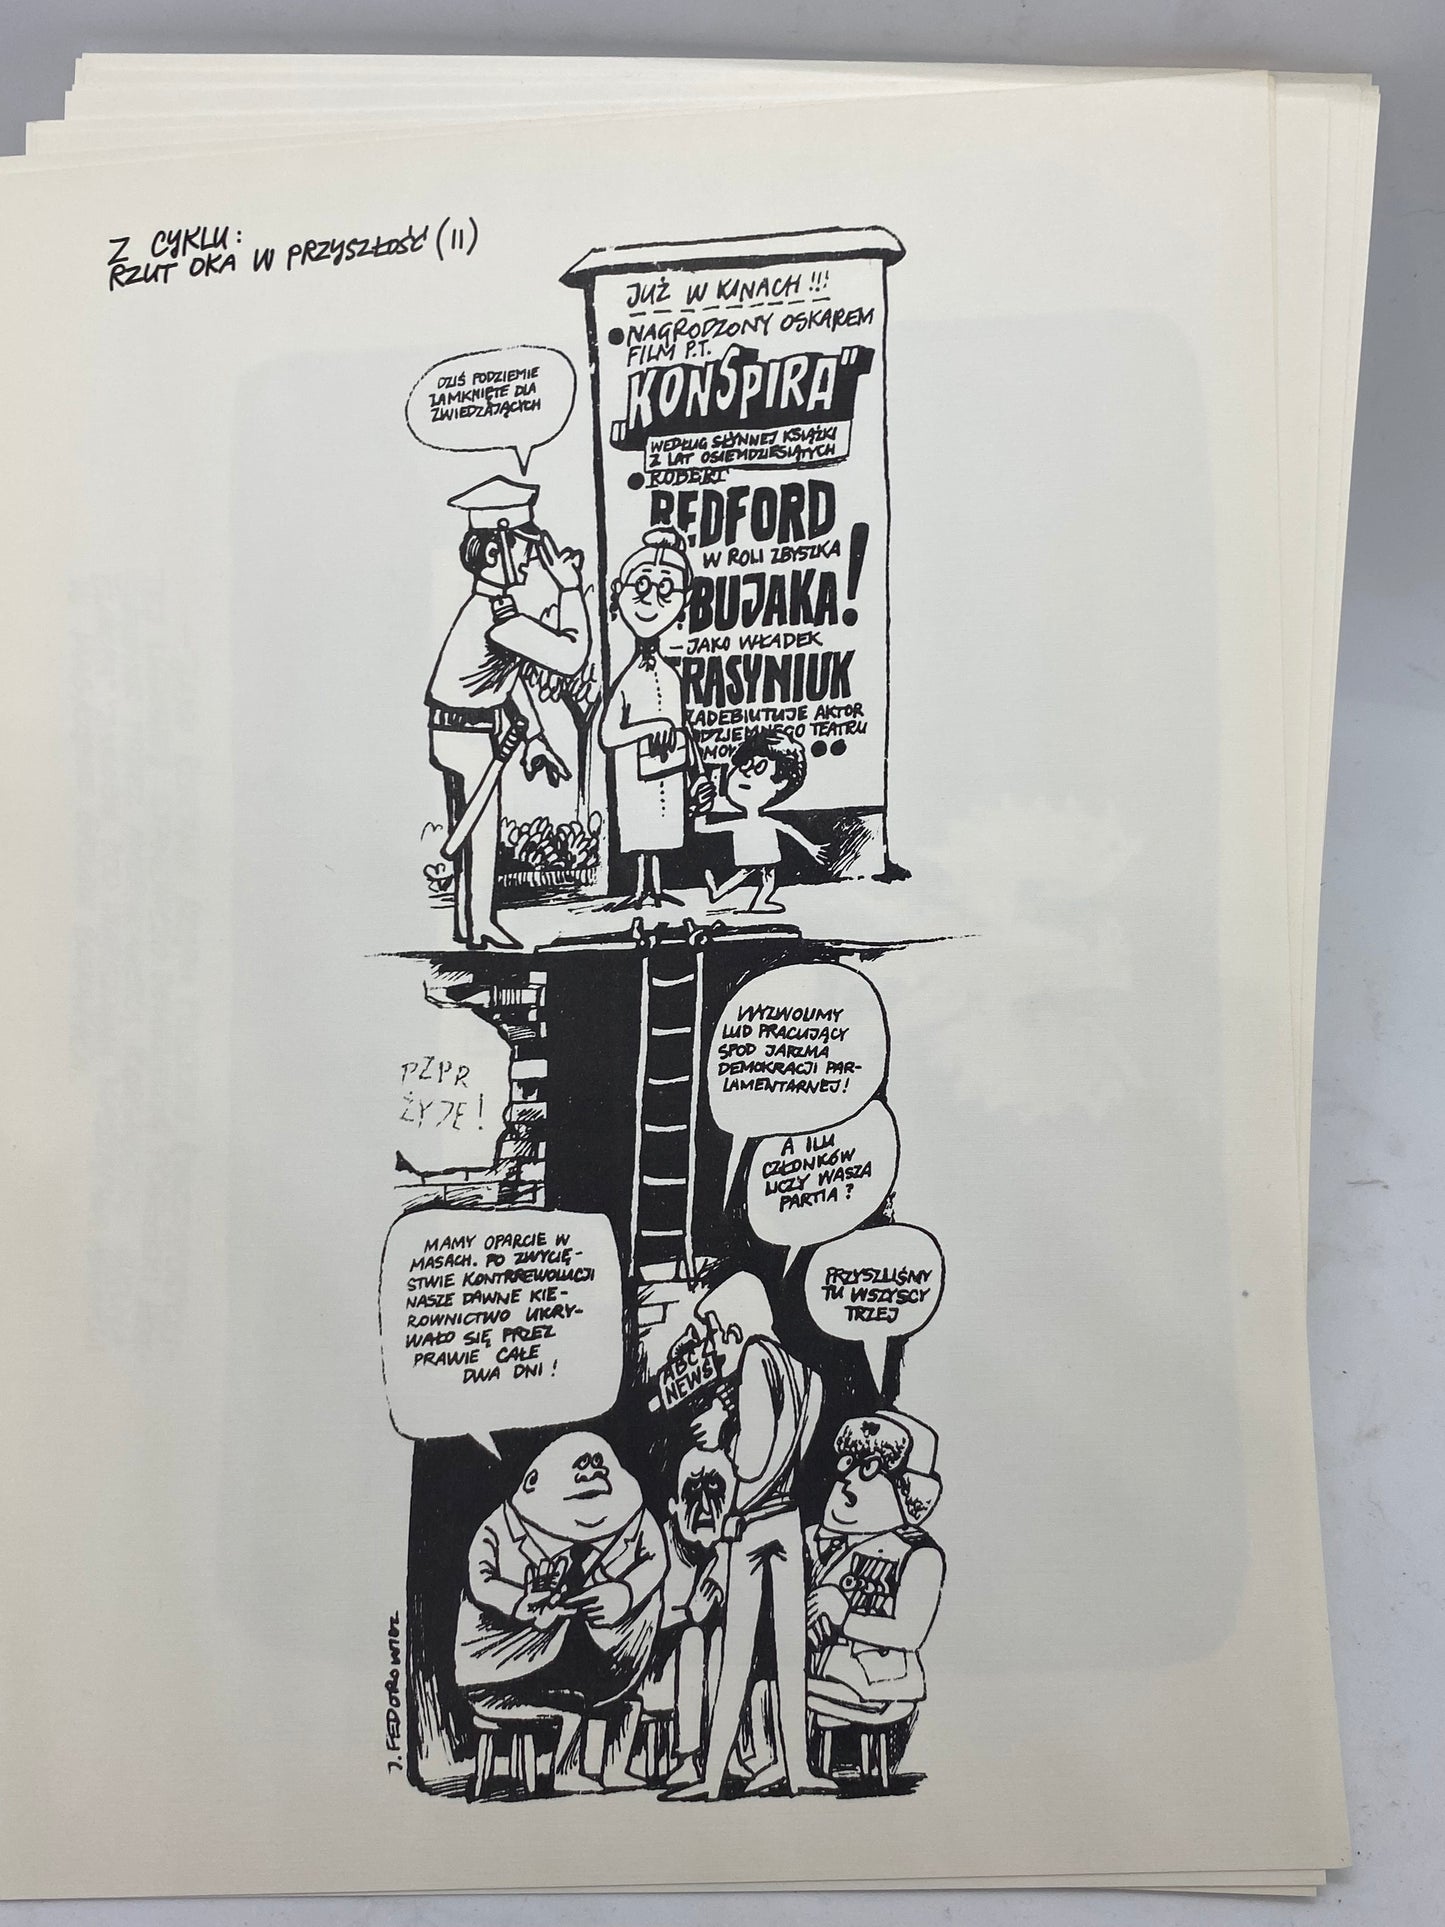 Z CYKLU:
RZUT OKA W PRZYSZŁOŚĆ (II)
JUŻ W KINACH!!!
NAGRODZONY OSKAREM
FILM P.T.
"KONSPIRA"
WEDŁUG SŁYNNEJ KSIĄŻKI
Z LAT OSIEMDZIESIĄTYCH
ROBERT
REDFORD
W ROLI ZBYSZKA
BUJAKA!
– JAKO WŁADEK
FRASYNIUK
ZADEBIUTUJE AKTOR
TEATRU
DZIŚ PODZIEMIE
ZAMKNIĘTE DLA
ZWIEDZAJĄCYCH
PZPR
ŻYJE!
WYZWOLIMY
LUD PRACUJĄCY
SPOD JARZMA
DEMOKRACJI PAR-
LAMENTARNEJ!
A ILU
CZŁONKÓW
LICZY WASZA
PARTIA?
PRZYSZLIŚMY
TU WSZYSCY
TRZEJ
MAMY OPARCIE W
MASACH. PO ZWYCIĘ-
STWIE KONTRREWOLUCJI
NASZE DAWNE KIE-
ROWNICTWO UKRY-
WAŁO SIĘ PRZEZ
PRAWIE CAŁE
DWA DNI!
ABC
NEWS
J. FEDOROWICZ